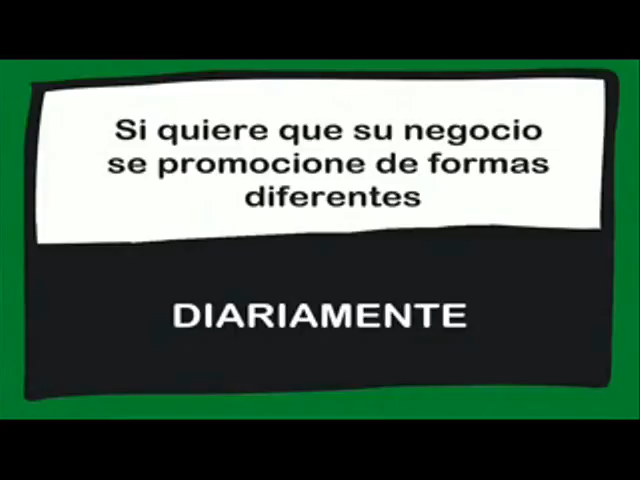 Si quiere que su negocio
se promocione de formas
diferentes
DIARIAMENTE